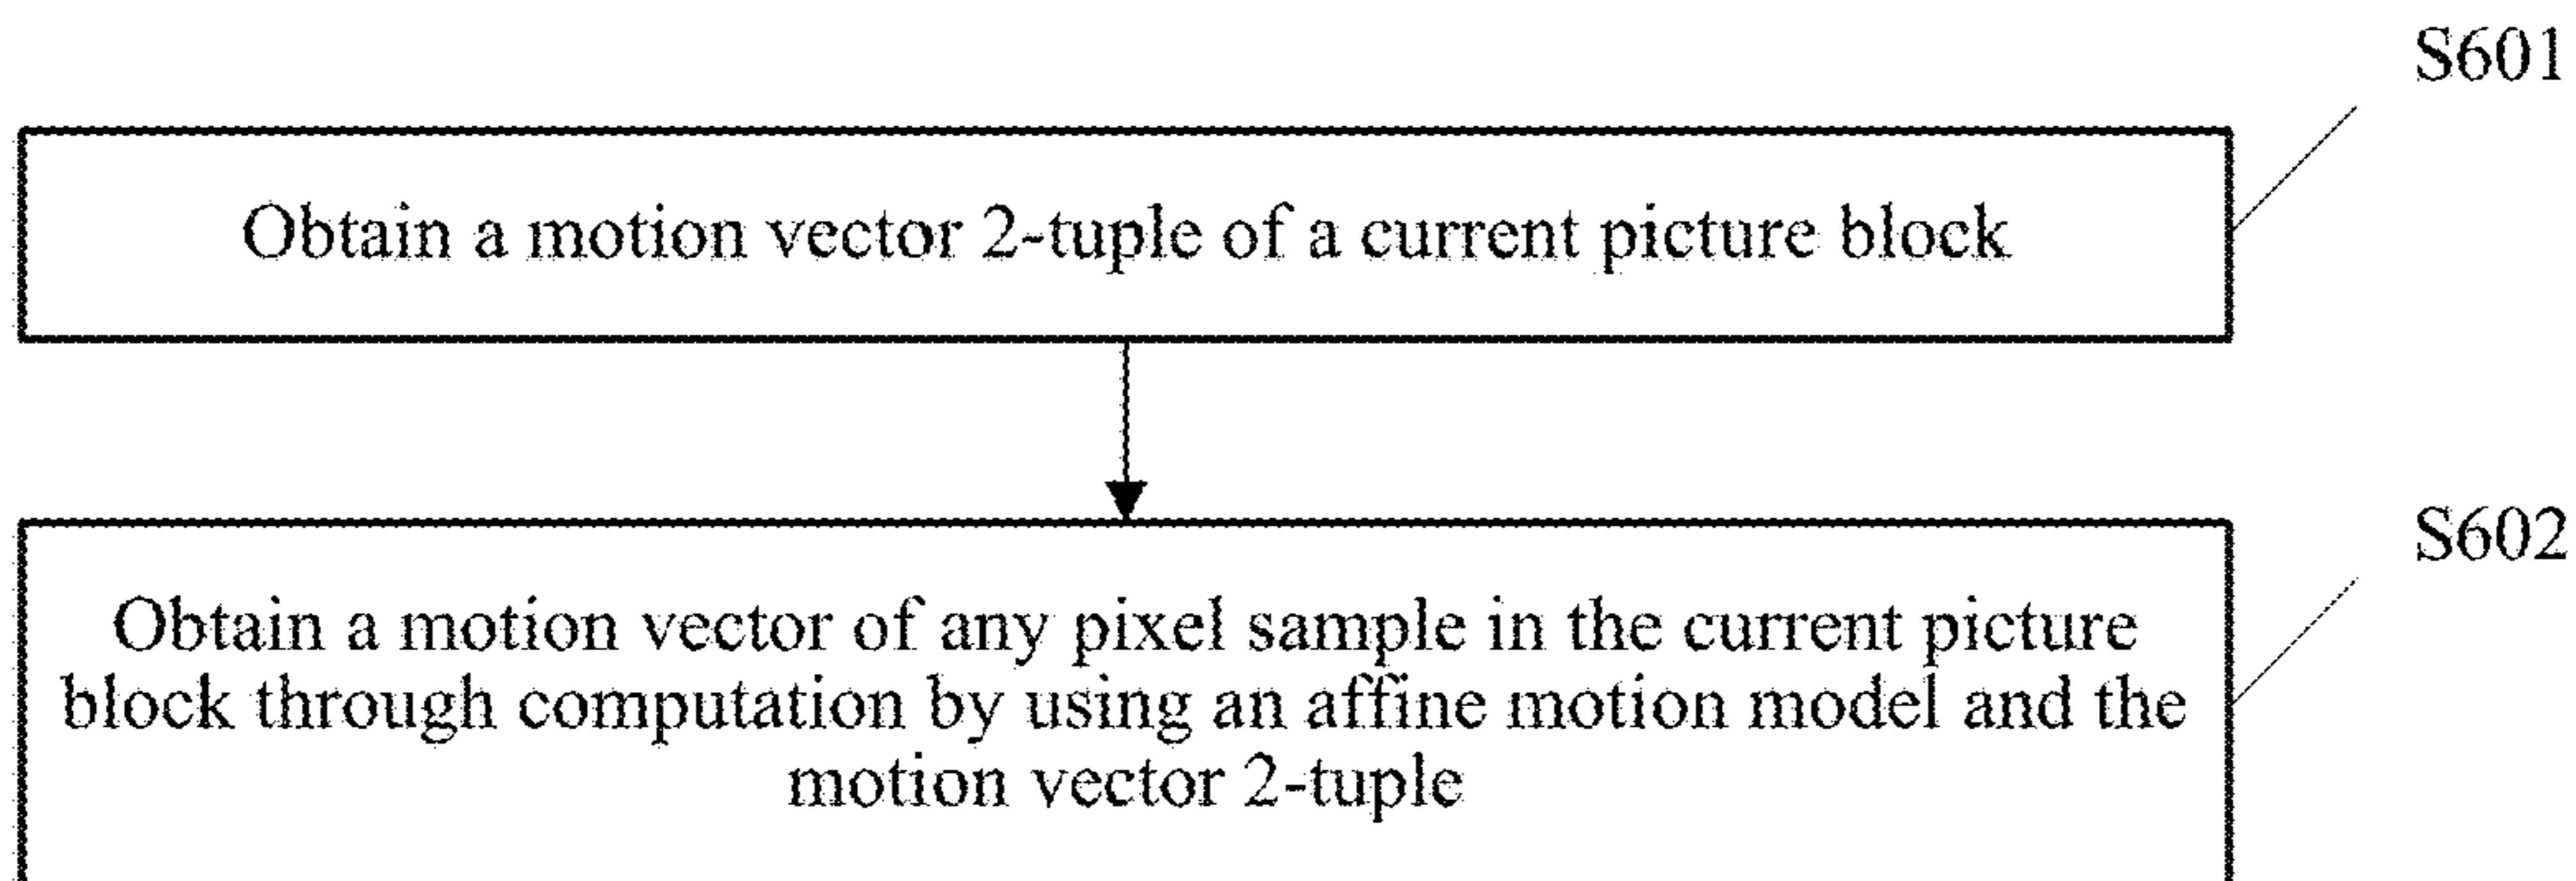 S601
Obtain a motion vector 2-tuple of a current picture block
S602
Obtain a motion vector of any pixel sample in the current picture
block through computation by using an affine motion model and the
motion vector 2-tuple